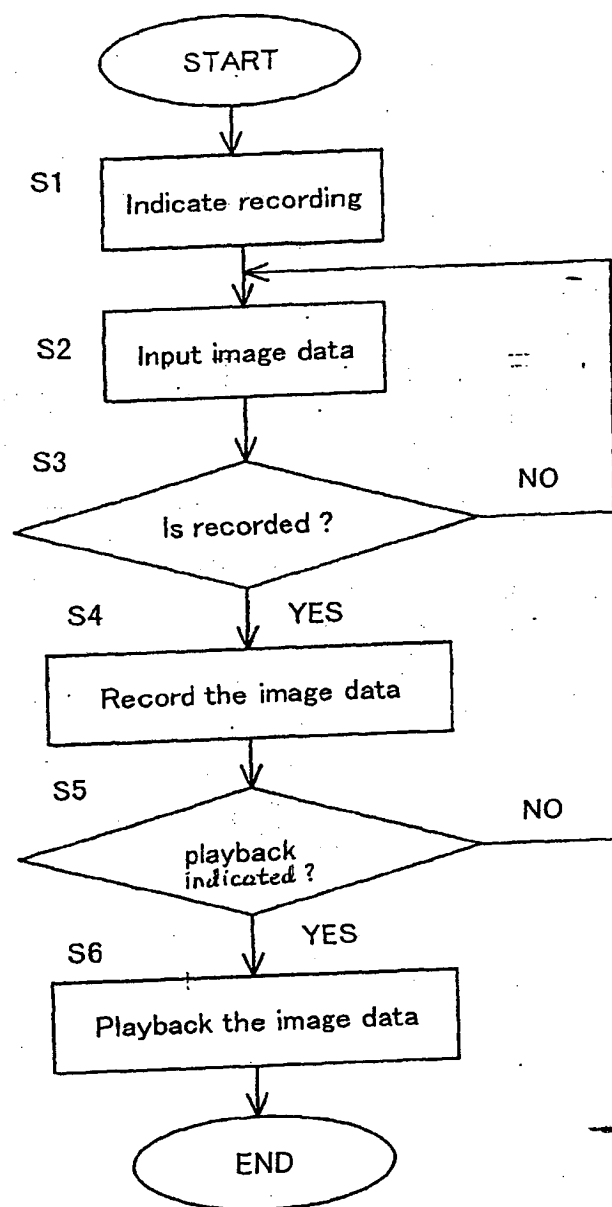 START
S1
Indicate recording
S2
Input image data
S3
NO
Is recorded ?
S4
YES
Record the image data
S5
NO
playback
indicated ?
S6
YES
Playback the image data
END